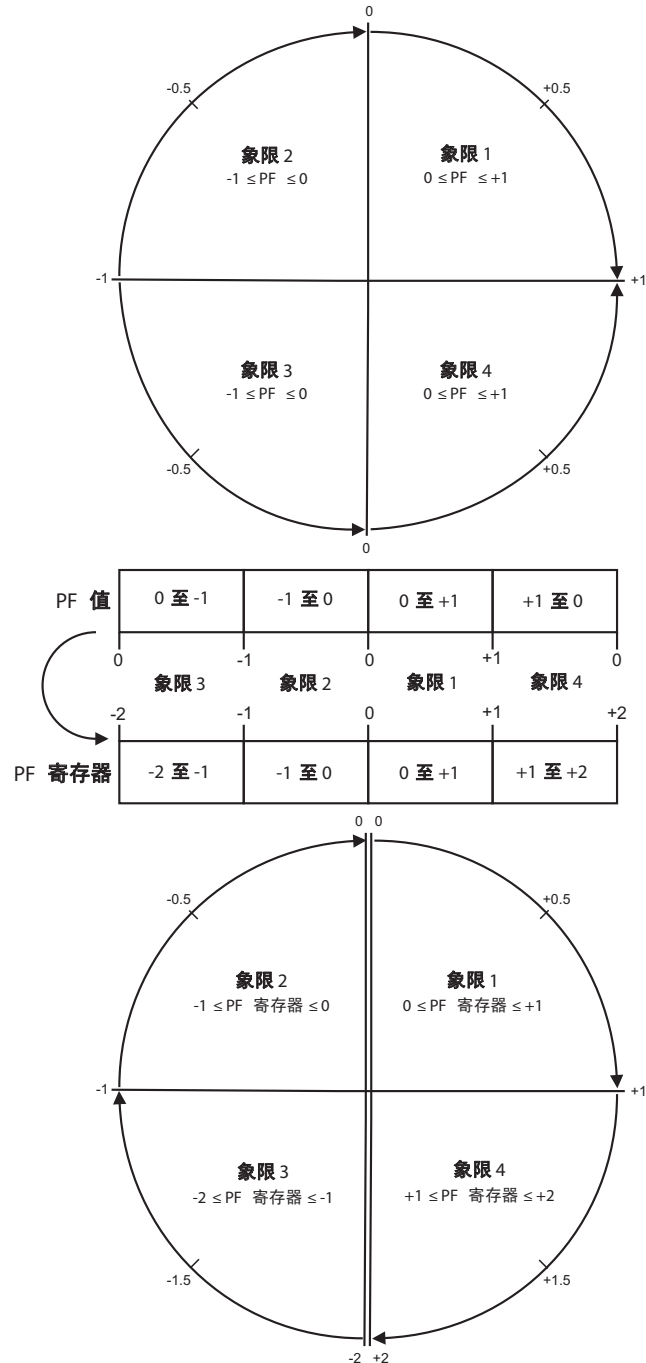 0
-0.5
+0.5
象限 2
象限 1
-1 ≤PF ≤0
0 ≤PF ≤+1
-1
+1
象限 3
象限 4
-1 ≤PF ≤0
0 ≤PF ≤+1
-0.5
+0.5
0
PF 值
0 至 -1
-1 至 0
0 至 +1
+1 至 0
0
-1
0
+1
0
象限 3
象限 2
象限 1
象限 4
-2
-1
0
+1
+2
PF 寄存器
-2 至 -1
-1 至 0
0 至 +1
+1 至 +2
0 0
-0.5
+0.5
象限 2
象限 1
-1 ≤PF 寄存器 ≤0
0 ≤PF 寄存器 ≤+1
-1
+1
象限 3
象限 4
-2 ≤PF 寄存器 ≤-1
+1 ≤PF 寄存器 ≤+2
-1.5
+1.5
-2 +2